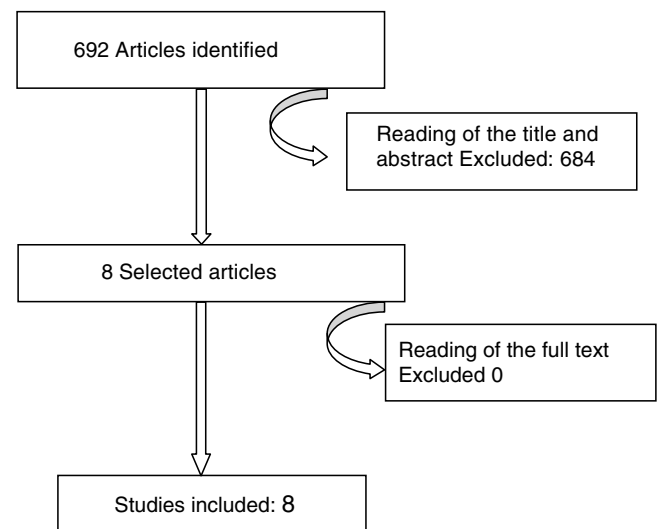 692 Articles identified
Reading of the title and
abstract Excluded: 684
8 Selected articles
Reading of the full text
Excluded 0
Studies included: 8